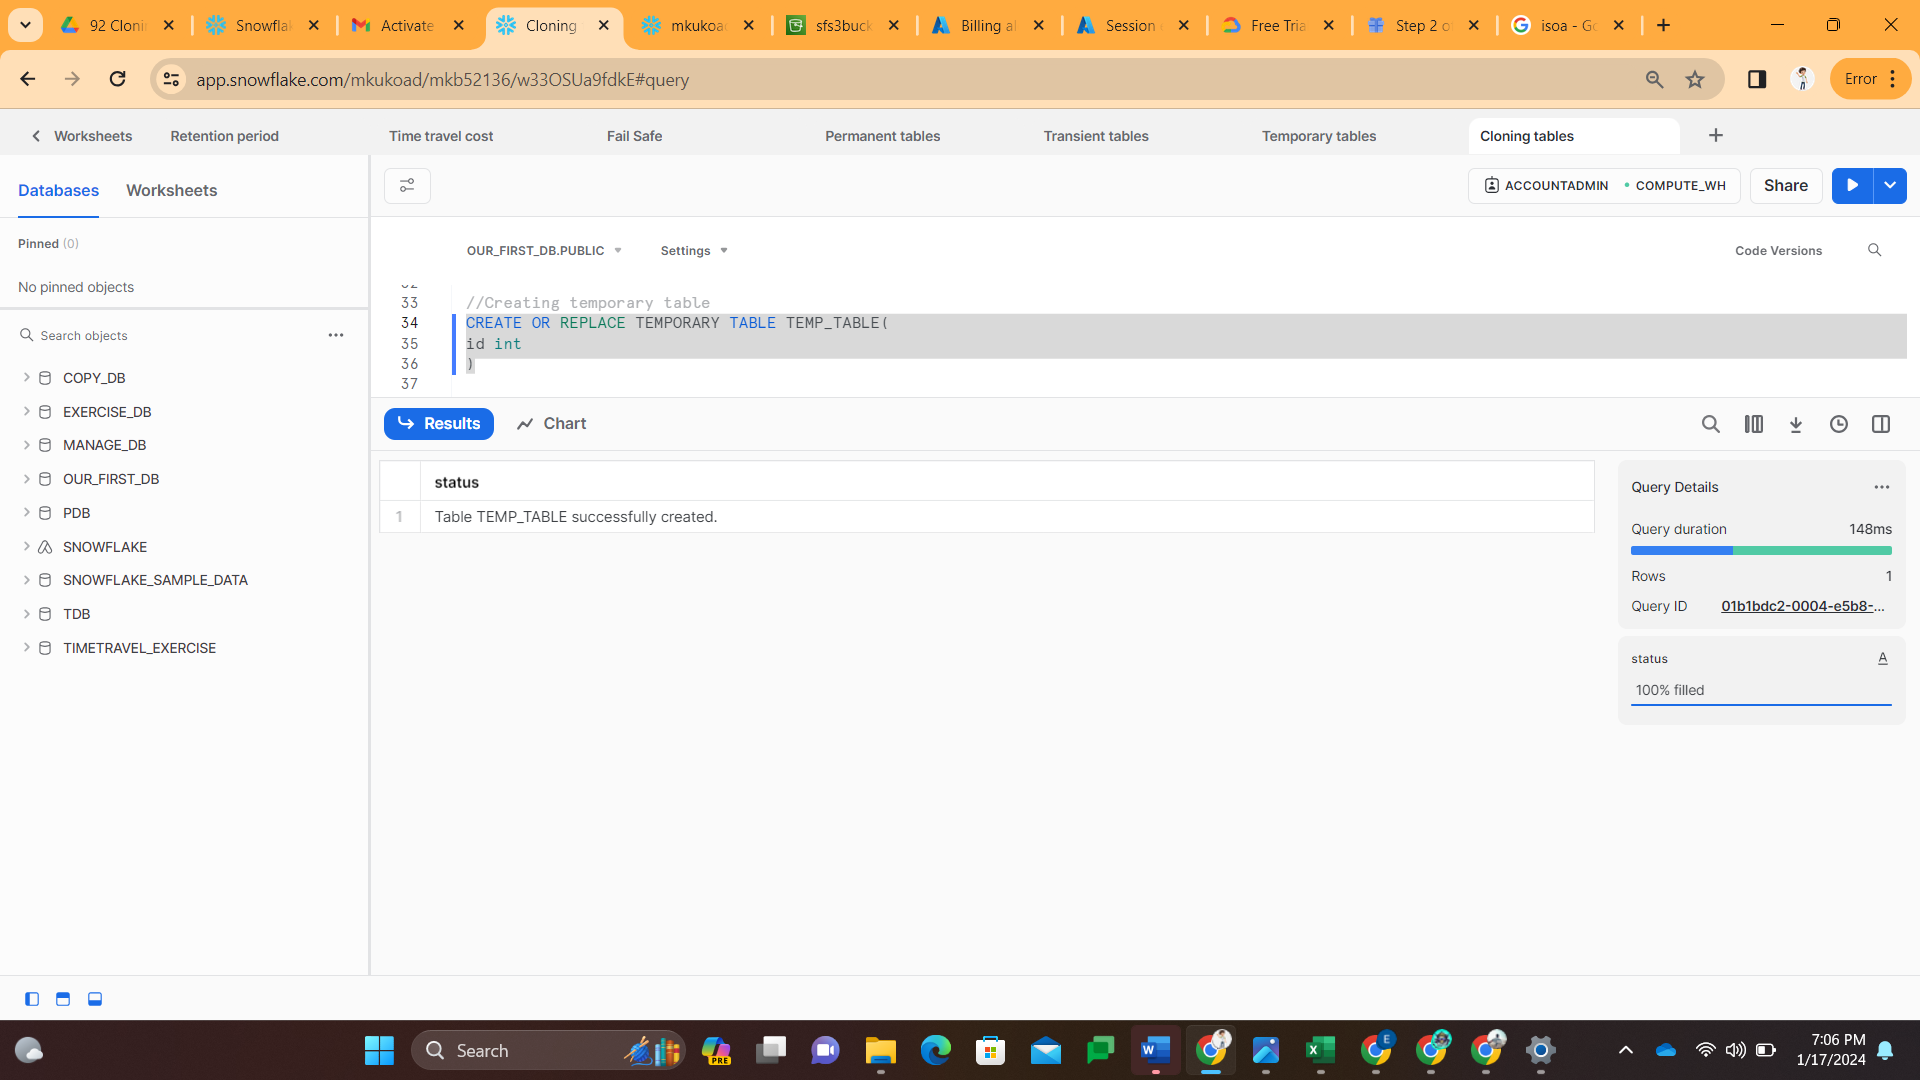 92 Clonin
Snowflak
Activate
Cloning
mkukoad
sfs3buck
Billing al
Session
Free Tria
Step 2 o
isoa - Go
app.snowflake.com/mkukoad/mkb52136/w33OSUa9fdkE#query
Error
Worksheets
Retention period
Time travel cost
Fail Safe
Permanent tables
Transient tables
Temporary tables
Cloning tables
Databases
Worksheets
ACCOUNTADMIN
COMPUTE_WH
Share
Pinned (0)
No pinned objects
OUR_FIRST_DB.PUBLIC
Settings
Code Versions
Search objects
32
33 //Creating temporary table
34 CREATE OR REPLACE TEMPORARY TABLE TEMP_TABLE(
35 id int
36 )
37
COPY_DB
EXERCISE_DB
MANAGE_DB
OUR_FIRST_DB
PDB
SNOWFLAKE
SNOWFLAKE_SAMPLE_DATA
TDB
TIMETRAVEL_EXERCISE
Results
Chart
status
1 Table TEMP_TABLE successfully created.
Query Details
Query duration 148ms
Rows 1
Query ID 01b1bdc2-0004-e5b8-...
status A
100% filled
Search
PRE
E
7:06 PM
1/17/2024